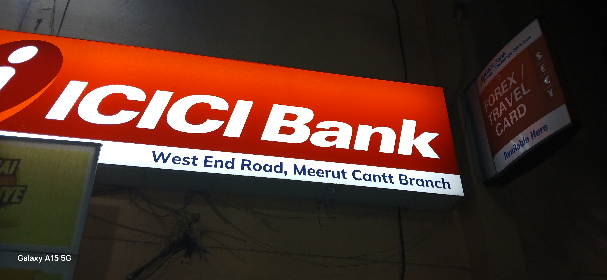 ICICI Bank
West End Road, Meerut Cantt Branch
FOREX /
TRAVEL
CARD
Available Here
Galaxy A15 5G